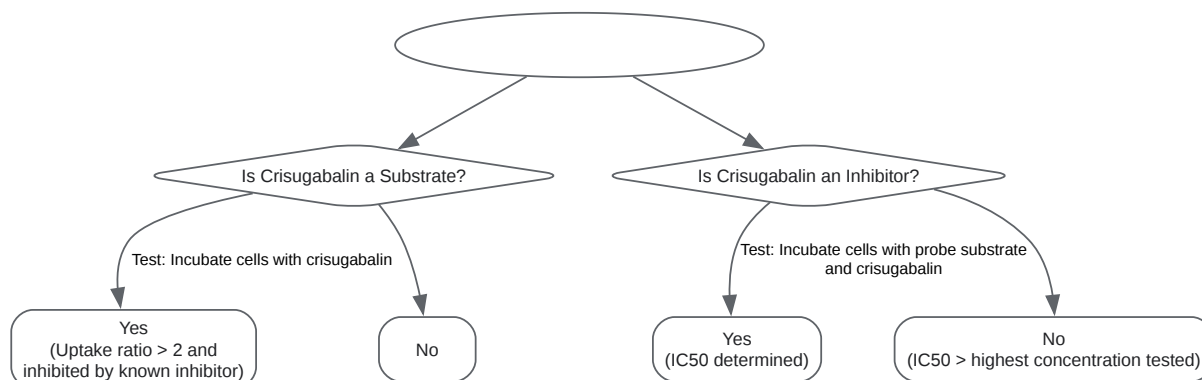 Is Crisugabalin a Substrate?
Is Crisugabalin an Inhibitor?
Test: Incubate cells with crisugabalin
Test: Incubate cells with probe substrate
and crisugabalin
Yes
(Uptake ratio > 2 and
inhibited by known inhibitor)
No
Yes
(IC50 determined)
No
(IC50 > highest concentration tested)